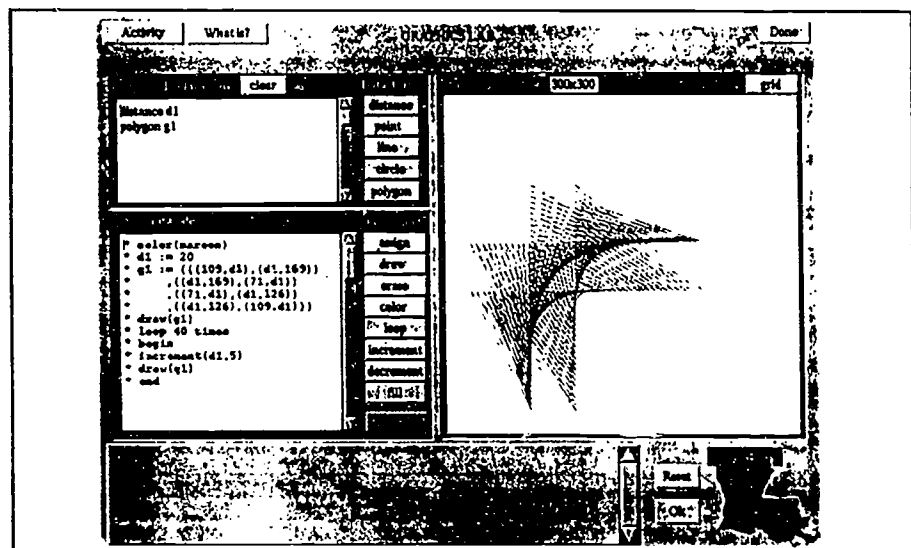 Activity What is? Done
clear 300x300 grid
distance d1
polygon g1
distance
point
line
circle
polygon
* color(maroon)
* d1 := 20
* g1 := (((109,d1),(d1,169))
* ,((d1,169),(71,d1))
* ,((71,d1),(d1,126))
* ,((d1,126),(109,d1)))
* draw(g1)
* loop 40 times
* begin
* increment(d1,5)
* draw(g1)
* end
assign
draw
erase
color
loop
increment
decrement
Reset
Ok